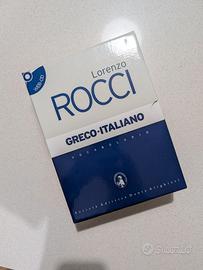 Lorenzo
ROCCI
GRECO·ITALIANO
VOCABOLARIO
Società Editrice Dante Alighieri
Subito.it